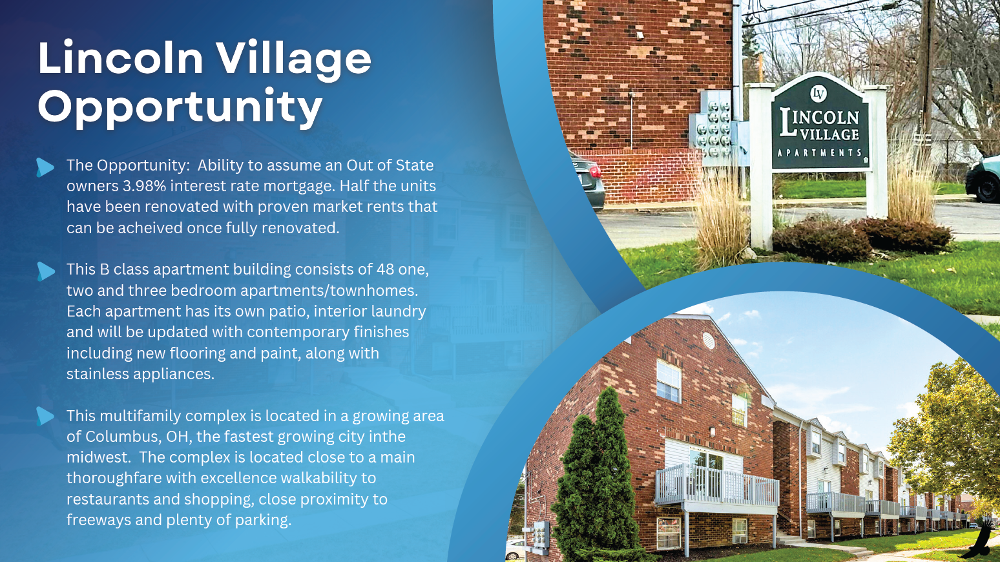 Lincoln Village
Opportunity
The Opportunity:  Ability to assume an Out of State
owners 3.98% interest rate mortgage. Half the units
have been renovated with proven market rents that
can be acheived once fully renovated.
This B class apartment building consists of 48 one,
two and three bedroom apartments/townhomes.
Each apartment has its own patio, interior laundry
and will be updated with contemporary finishes
including new flooring and paint, along with
stainless appliances.
This multifamily complex is located in a growing area
of Columbus, OH, the fastest growing city inthe
midwest.  The complex is located close to a main
thoroughfare with excellence walkability to
restaurants and shopping, close proximity to
freeways and plenty of parking.
LV
LINCOLN
VILLAGE
APARTMENTS